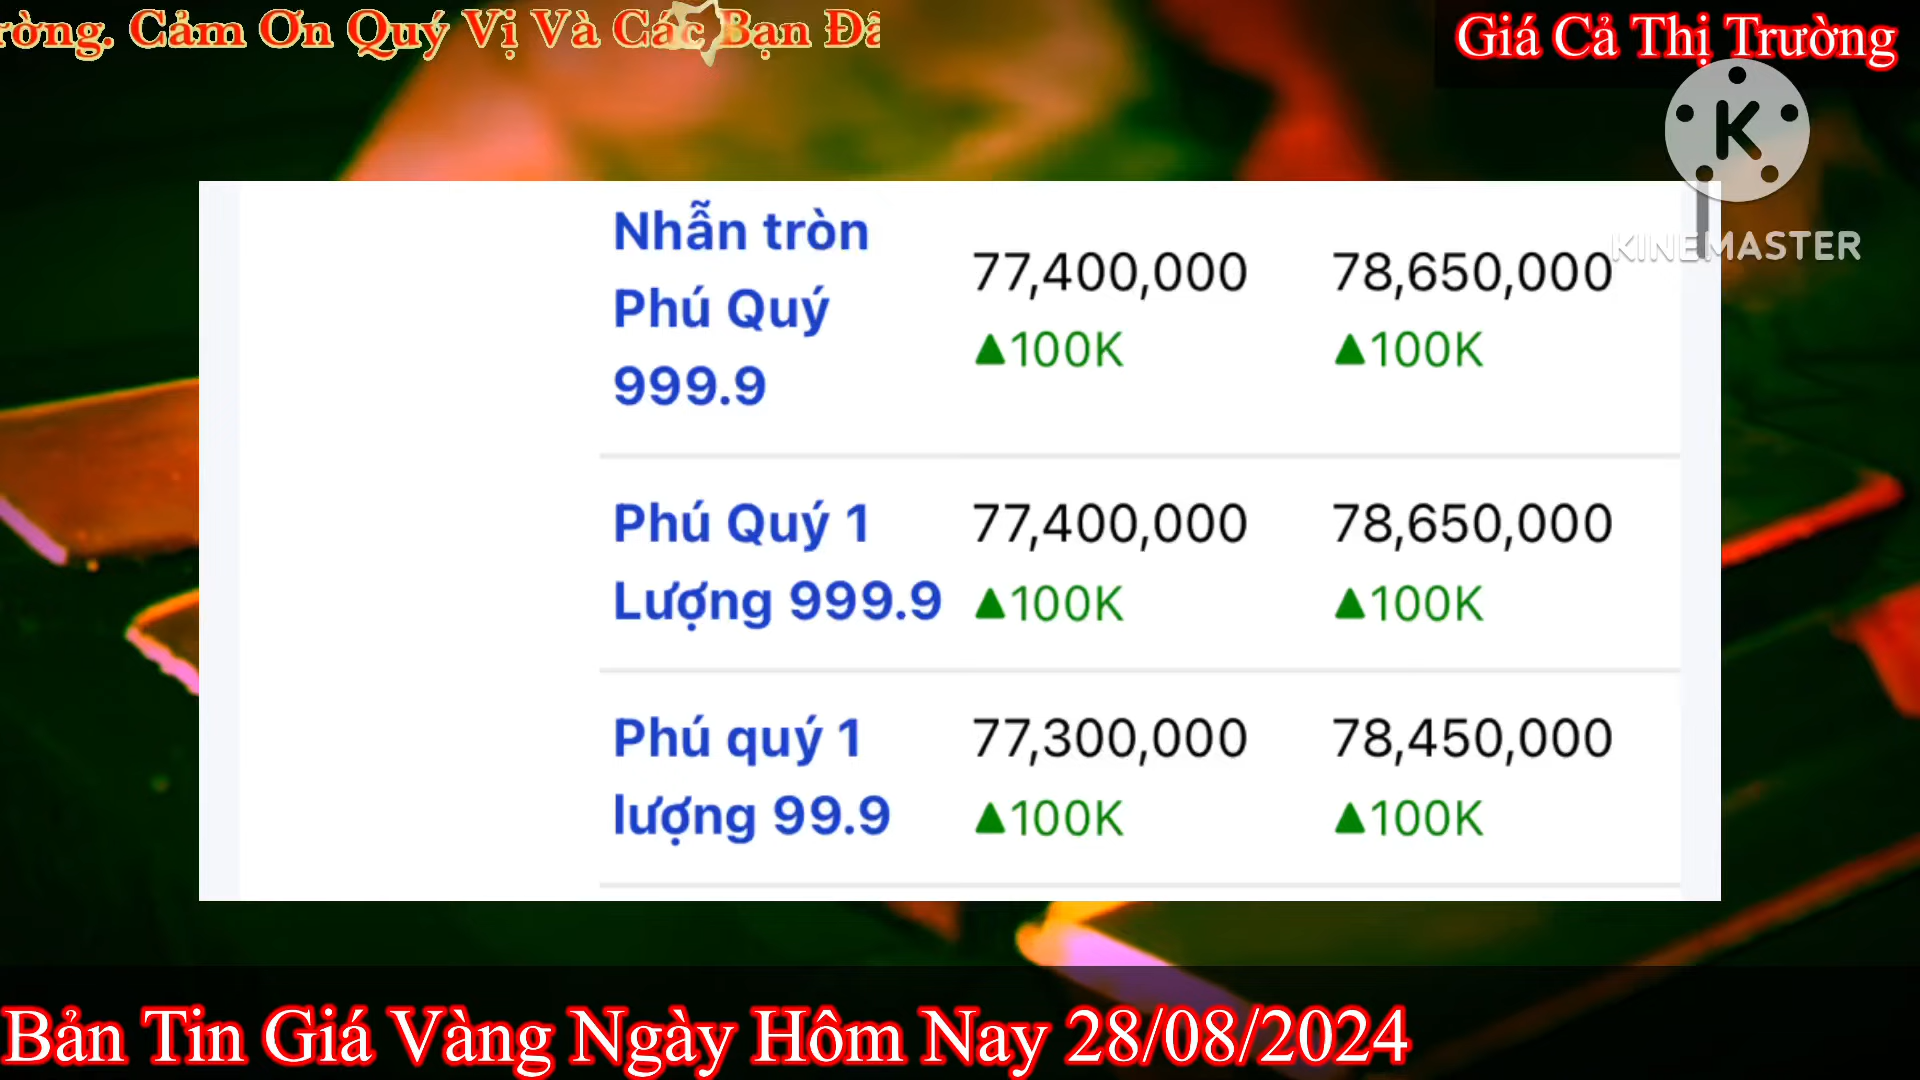 ường. Cảm Ơn Quý Vị Và Các Bạn Đã
Giá Cả Thị Trường
K
KINEMASTER
Nhẫn tròn
Phú Quý
999.9
77,400,000
▲100K
78,650,000
▲100K
Phú Quý 1
Lượng 999.9
77,400,000
▲100K
78,650,000
▲100K
Phú quý 1
lượng 99.9
77,300,000
▲100K
78,450,000
▲100K
Bản Tin Giá Vàng Ngày Hôm Nay 28/08/2024